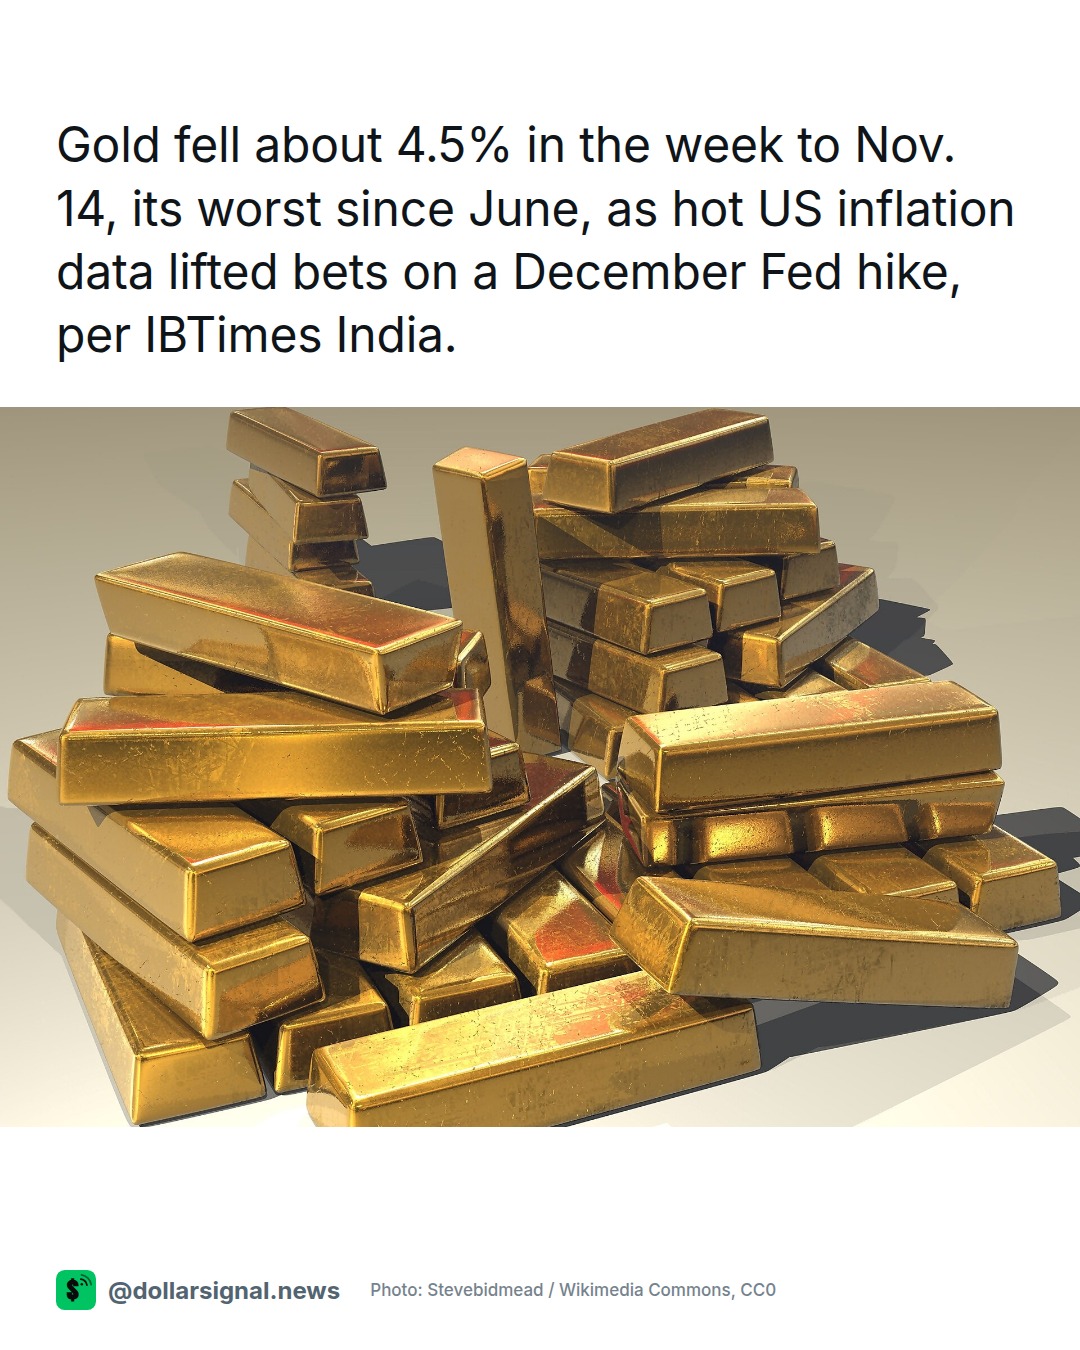 Gold fell about 4.5% in the week to Nov.
14, its worst since June, as hot US inflation
data lifted bets on a December Fed hike,
per IBTimes India.
$
@dollarsignal.news
Photo: Stevebidmead / Wikimedia Commons, CC0